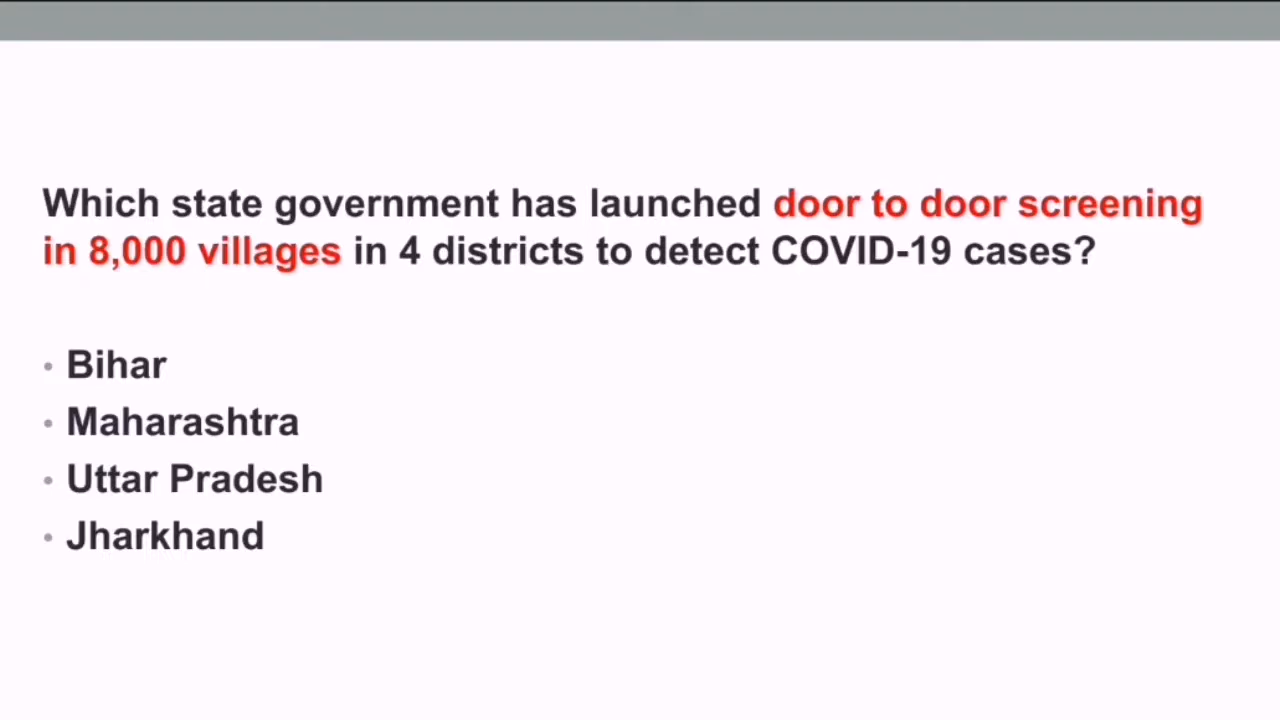 Which state government has launched door to door screening
in 8,000 villages in 4 districts to detect COVID-19 cases?
• Bihar
• Maharashtra
• Uttar Pradesh
• Jharkhand